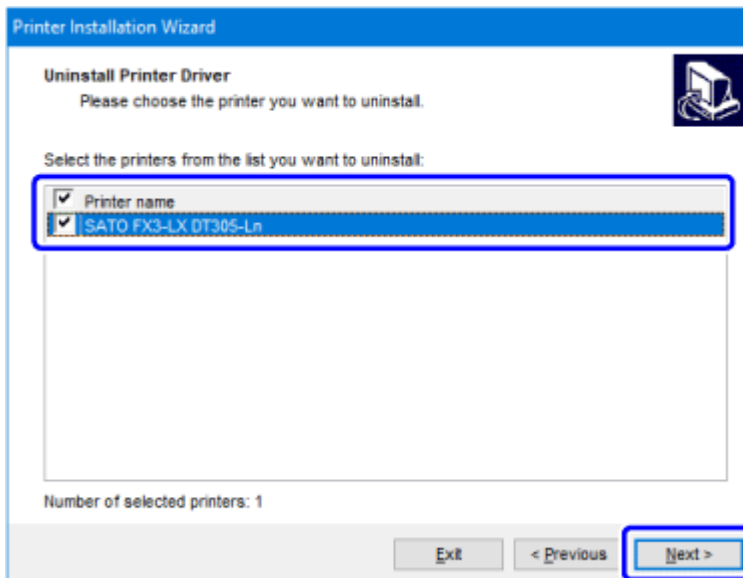 Printer Installation Wizard
Uninstall Printer Driver
Please choose the printer you want to uninstall.
Select the printers from the list you want to uninstall:
Printer name
SATO FX3-LX DT305-Ln
Number of selected printers: 1
Exit < Previous Next >